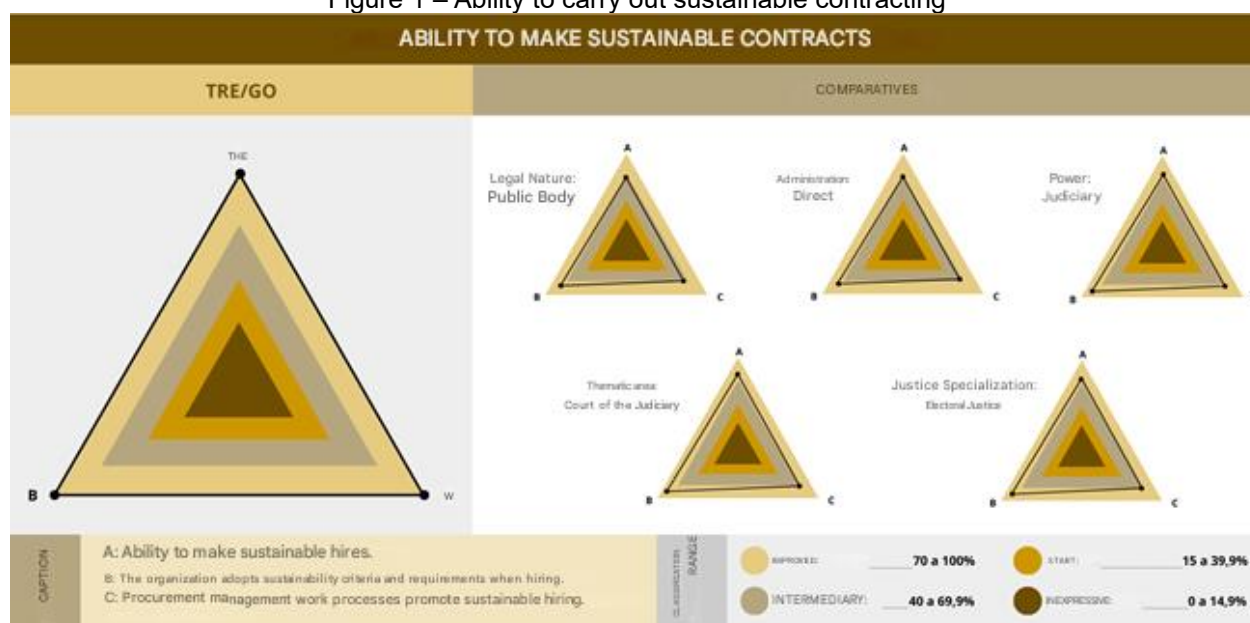 Figure 1 – Ability to carry out sustainable contracting
ABILITY TO MAKE SUSTAINABLE CONTRACTS
TRE/GO
COMPARATIVES
THE
B
W
Legal Nature:
Public Body
A
B
C
Administration:
Direct
A
B
C
Power:
Judiciary
A
B
Thematic area:
Court of the Judiciary
A
B
C
Justice Specialization:
Electoral Justice
A
B
C
CAPTION
A: Ability to make sustainable hires.
B: The organization adopts sustainability criteria and requirements when hiring.
C: Procurement management work processes promote sustainable hiring.
CLASSIFICATION
RANGE
IMPROVED: 70 a 100%
INTERMEDIARY: 40 a 69,9%
START: 15 a 39,9%
INEXPRESSIVE: 0 a 14,9%